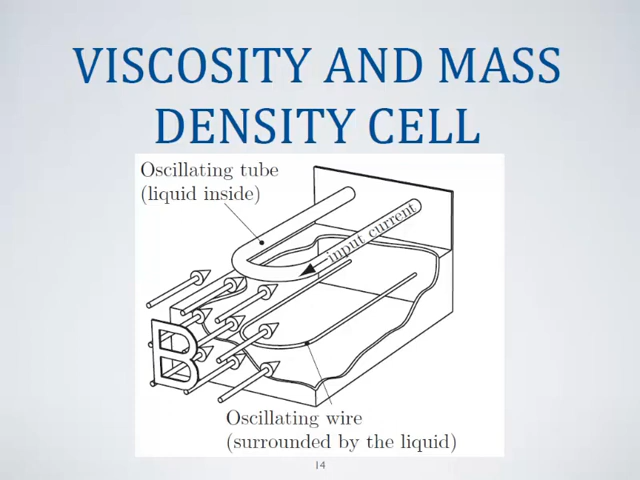 VISCOSITY AND MASS
DENSITY CELL
Oscillating tube
(liquid inside)
input current
B
Oscillating wire
(surrounded by the liquid)
14